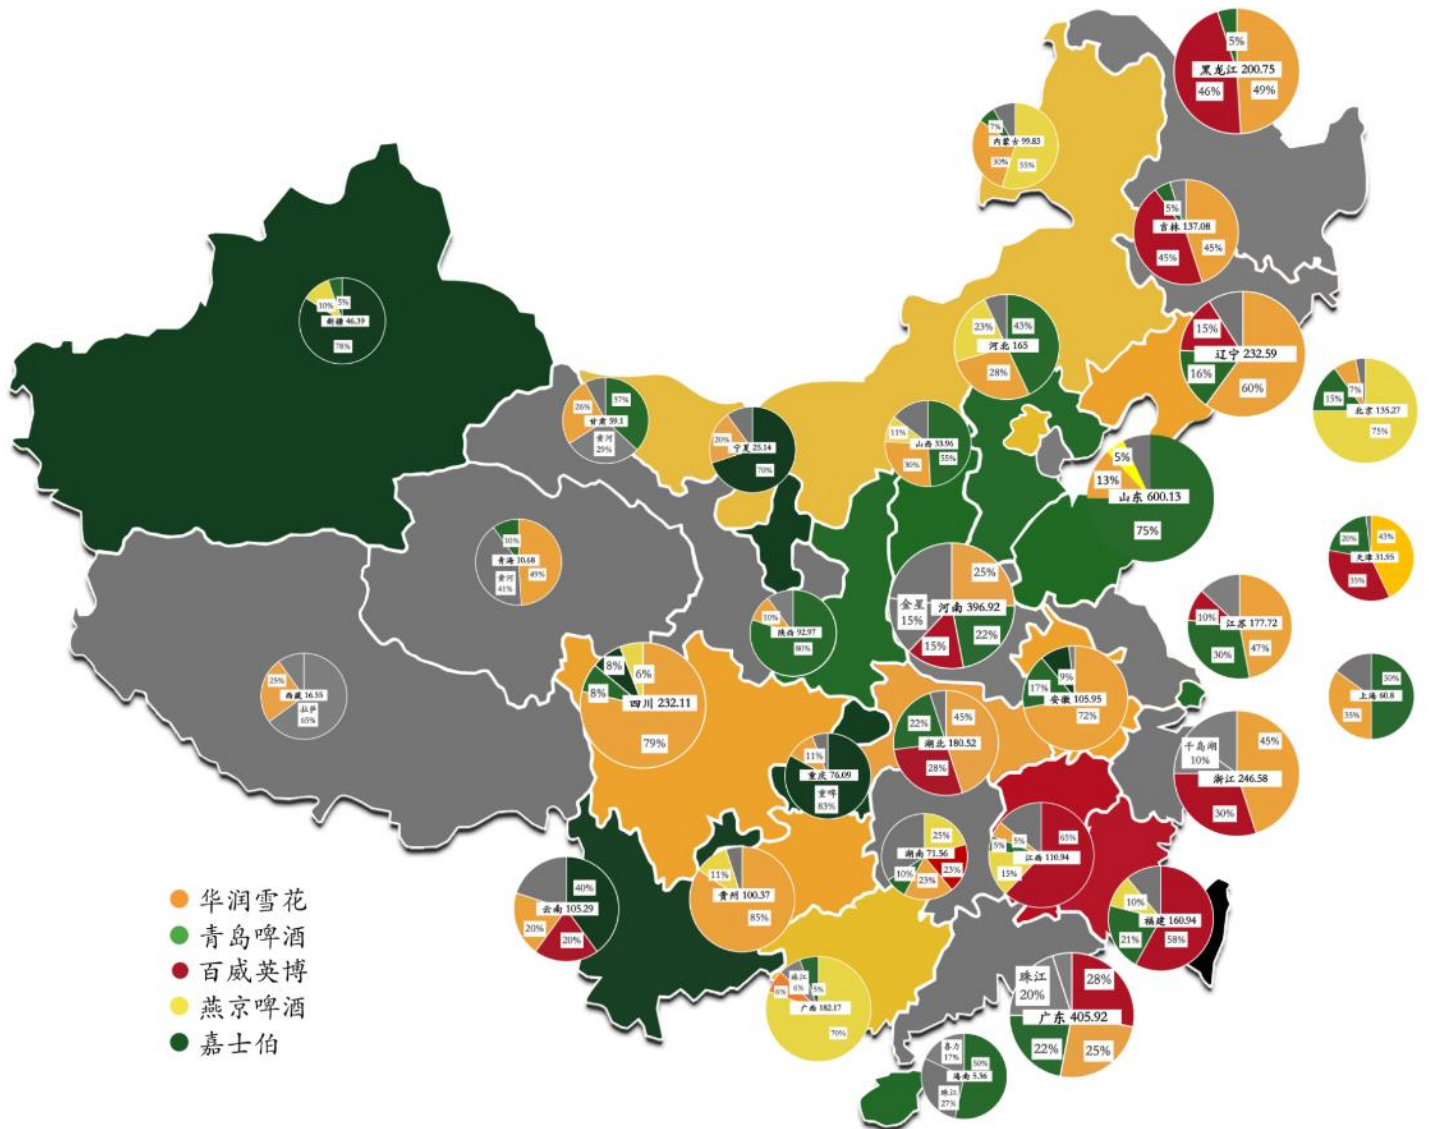 5%
黑龙江 200.75
46%
49%
7%
内蒙古 99.83
30%
55%
5%
吉林 137.08
45%
45%
15%
辽宁 232.59
16%
60%
23%
43%
河北 165
28%
10%
5%
新疆 46.39
78%
26%
37%
甘肃 59.1
黄河
29%
20%
宁夏 25.14
70%
11%
山西 33.96
30%
55%
7%
15%
北京 135.27
75%
5%
13%
山东 600.13
75%
10%
青海 10.68
黄河
41%
49%
20%
43%
天津 31.95
35%
25%
金星
15%
河南 396.92
15%
22%
10%
陕西 92.97
80%
10%
江苏 177.72
30%
47%
25%
西藏 16.55
拉萨
65%
8%
6%
8%
四川 232.11
79%
9%
17%
安徽 105.95
72%
50%
上海 60.8
35%
22%
45%
湖北 180.52
28%
11%
重庆 76.09
重啤
83%
千岛湖
10%
45%
浙江 246.58
30%
25%
湖南 71.56
10%
23%
23%
5%
5%
65%
江西 110.94
15%
40%
云南 105.29
20%
20%
11%
贵州 100.37
85%
10%
福建 160.94
21%
58%
珠江
6%
6%
5%
广西 182.17
70%
珠江
20%
28%
广东 405.92
22%
25%
喜力
17%
50%
海南 5.36
珠江
27%
华润雪花
青岛啤酒
百威英博
燕京啤酒
嘉士伯